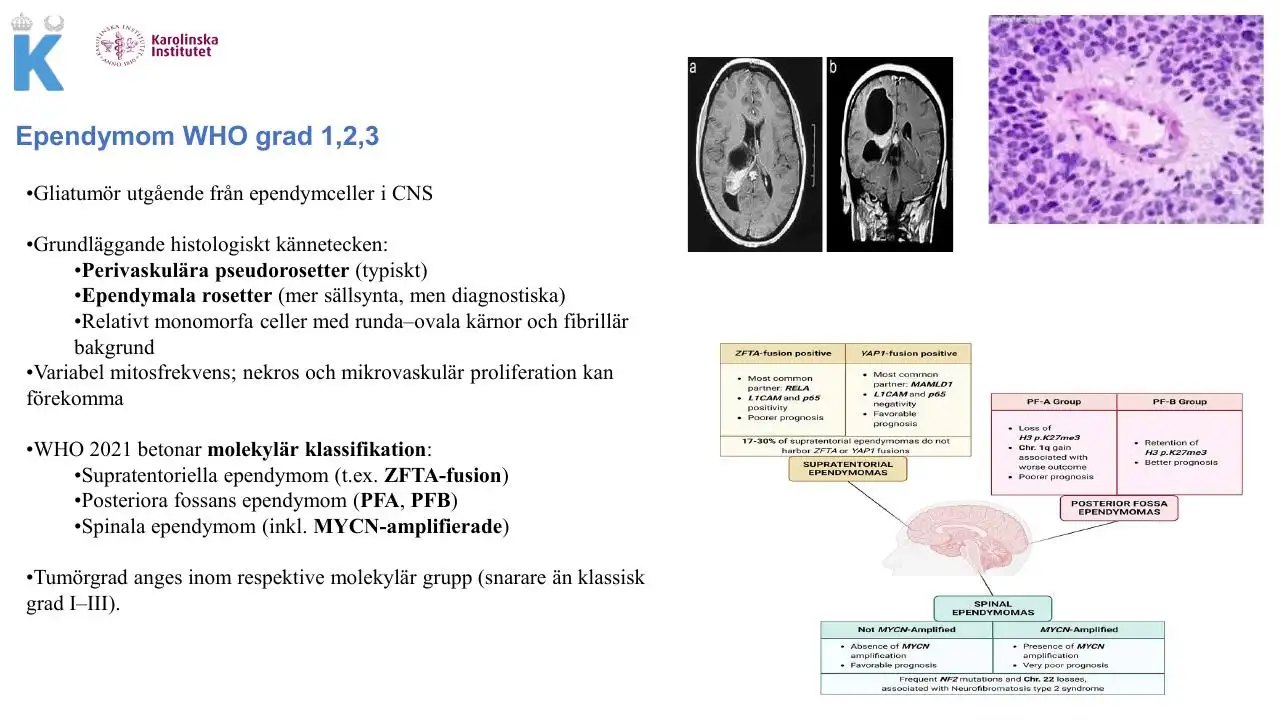 Karolinska
Institutet
KAROLINSKA INSTITUTET
ANNO 1810
Ependymom WHO grad 1,2,3
•Gliatumör utgående från ependymceller i CNS
•Grundläggande histologiskt kännetecken:
•Perivaskulära pseudorosetter (typiskt)
•Ependymala rosetter (mer sällsynta, men diagnostiska)
•Relativt monomorfa celler med runda–ovala kärnor och fibrillär
bakgrund
•Variabel mitosfrekvens; nekros och mikrovaskulär proliferation kan
förekomma
•WHO 2021 betonar molekylär klassifikation:
•Supratentoriella ependymom (t.ex. ZFTA-fusion)
•Posteriora fossans ependymom (PFA, PFB)
•Spinala ependymom (inkl. MYCN-amplifierade)
•Tumörgrad anges inom respektive molekylär grupp (snarare än klassisk
grad I–III).
a
b
ZFTA-fusion positive
• Most common
partner: RELA
• L1CAM and p65
positivity
• Poorer prognosis
YAP1-fusion positive
• Most common
partner: MAMLD1
• L1CAM and p65
negativity
• Favorable
prognosis
17-30% of supratentorial ependymomas do not
harbor ZFTA or YAP1 fusions
SUPRATENTORIAL
EPENDYMOMAS
PF-A Group
• Loss of
H3 p.K27me3
• Chr. 1q gain
associated with
worse outcome
• Poorer prognosis
PF-B Group
• Retention of
H3 p.K27me3
• Better prognosis
POSTERIOR FOSSA
EPENDYMOMAS
SPINAL
EPENDYMOMAS
Not MYCN-Amplified
• Absence of MYCN
amplification
• Favorable prognosis
MYCN-Amplified
• Presence of MYCN
amplification
• Very poor prognosis
Frequent NF2 mutations and Chr. 22 losses,
associated with Neurofibromatosis type 2 syndrome